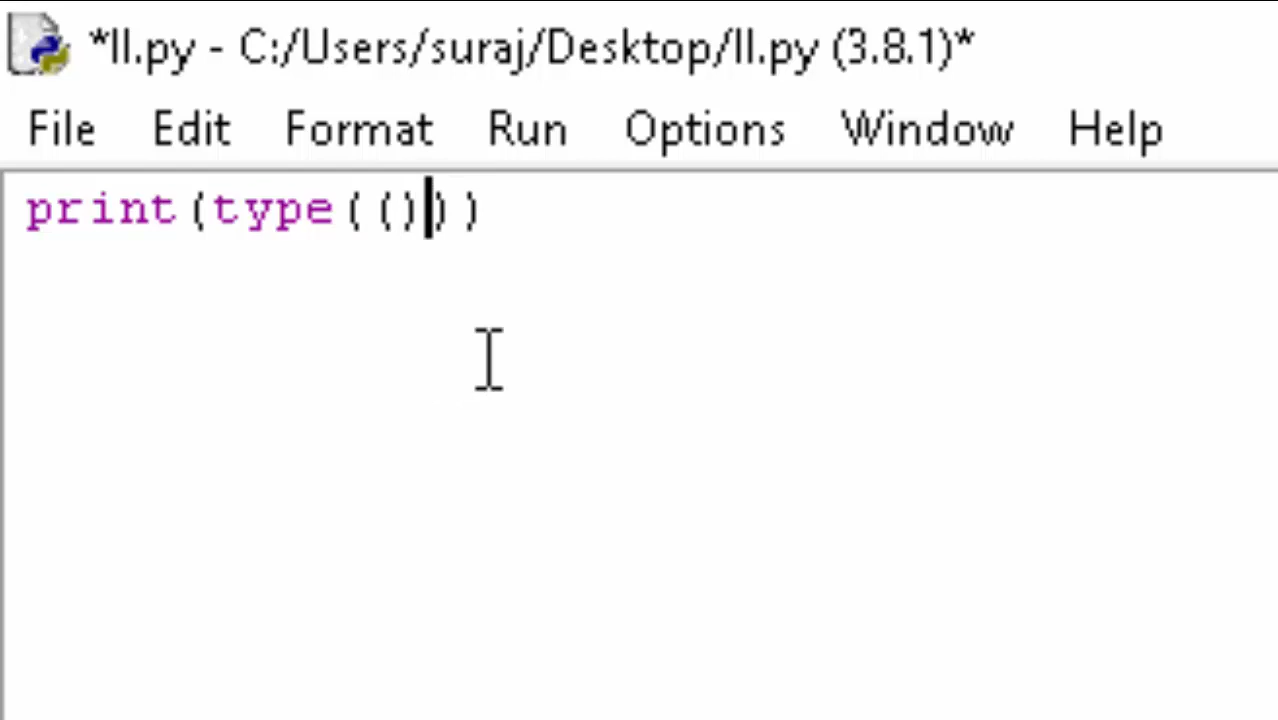 *ll.py - C:/Users/suraj/Desktop/ll.py (3.8.1)*
File Edit Format Run Options Window Help
print(type(()))